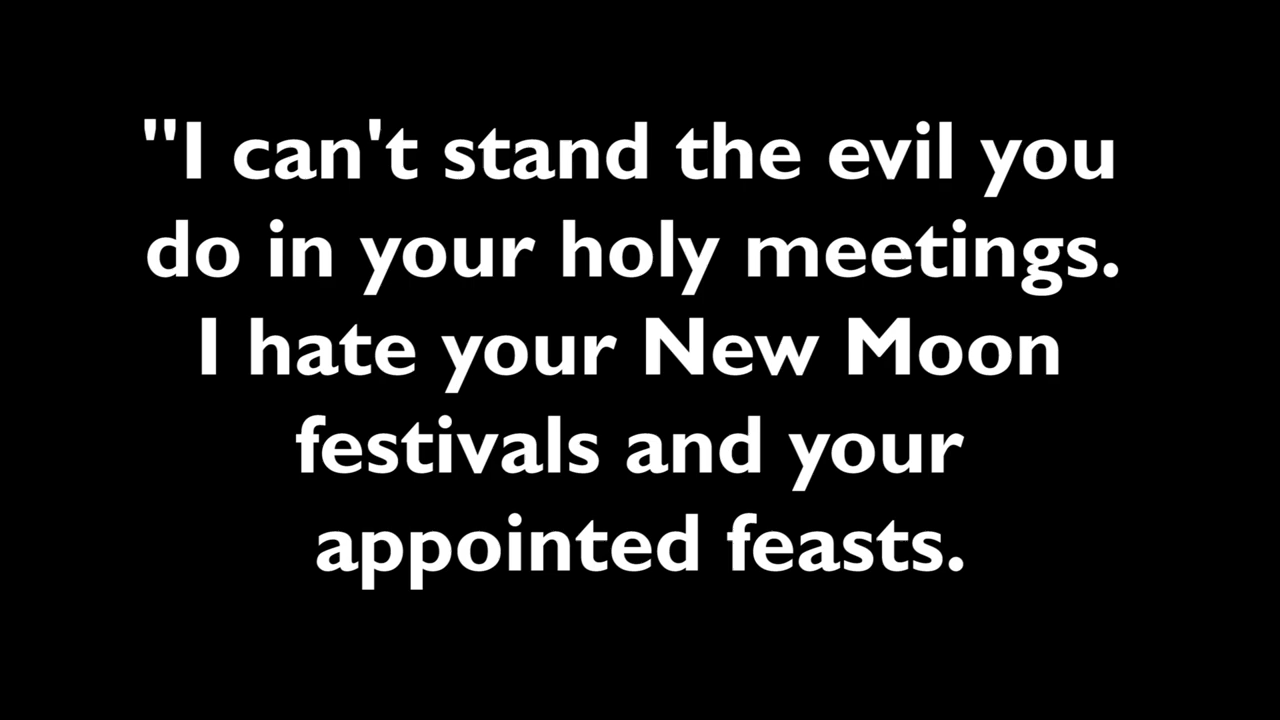 "I can't stand the evil you
do in your holy meetings.
I hate your New Moon
festivals and your
appointed feasts.